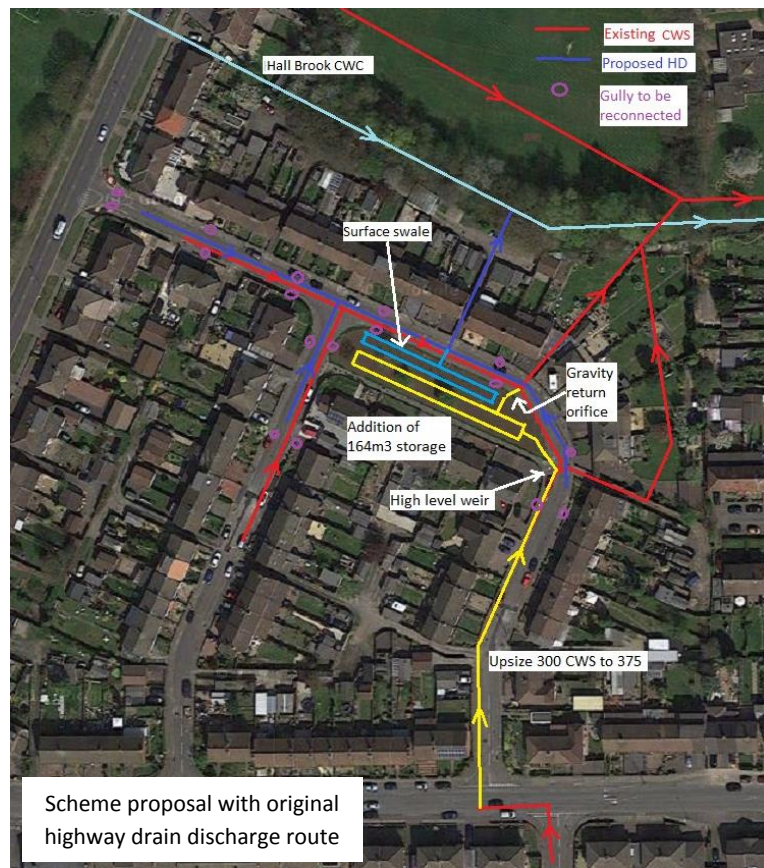 Existing CWS
Hall Brook CWC
Proposed HD
Gully to be
reconnected
Surface swale
Gravity
return
orifice
Addition of
164m3 storage
High level weir
Upsize 300 CWS to 375
Scheme proposal with original
highway drain discharge route